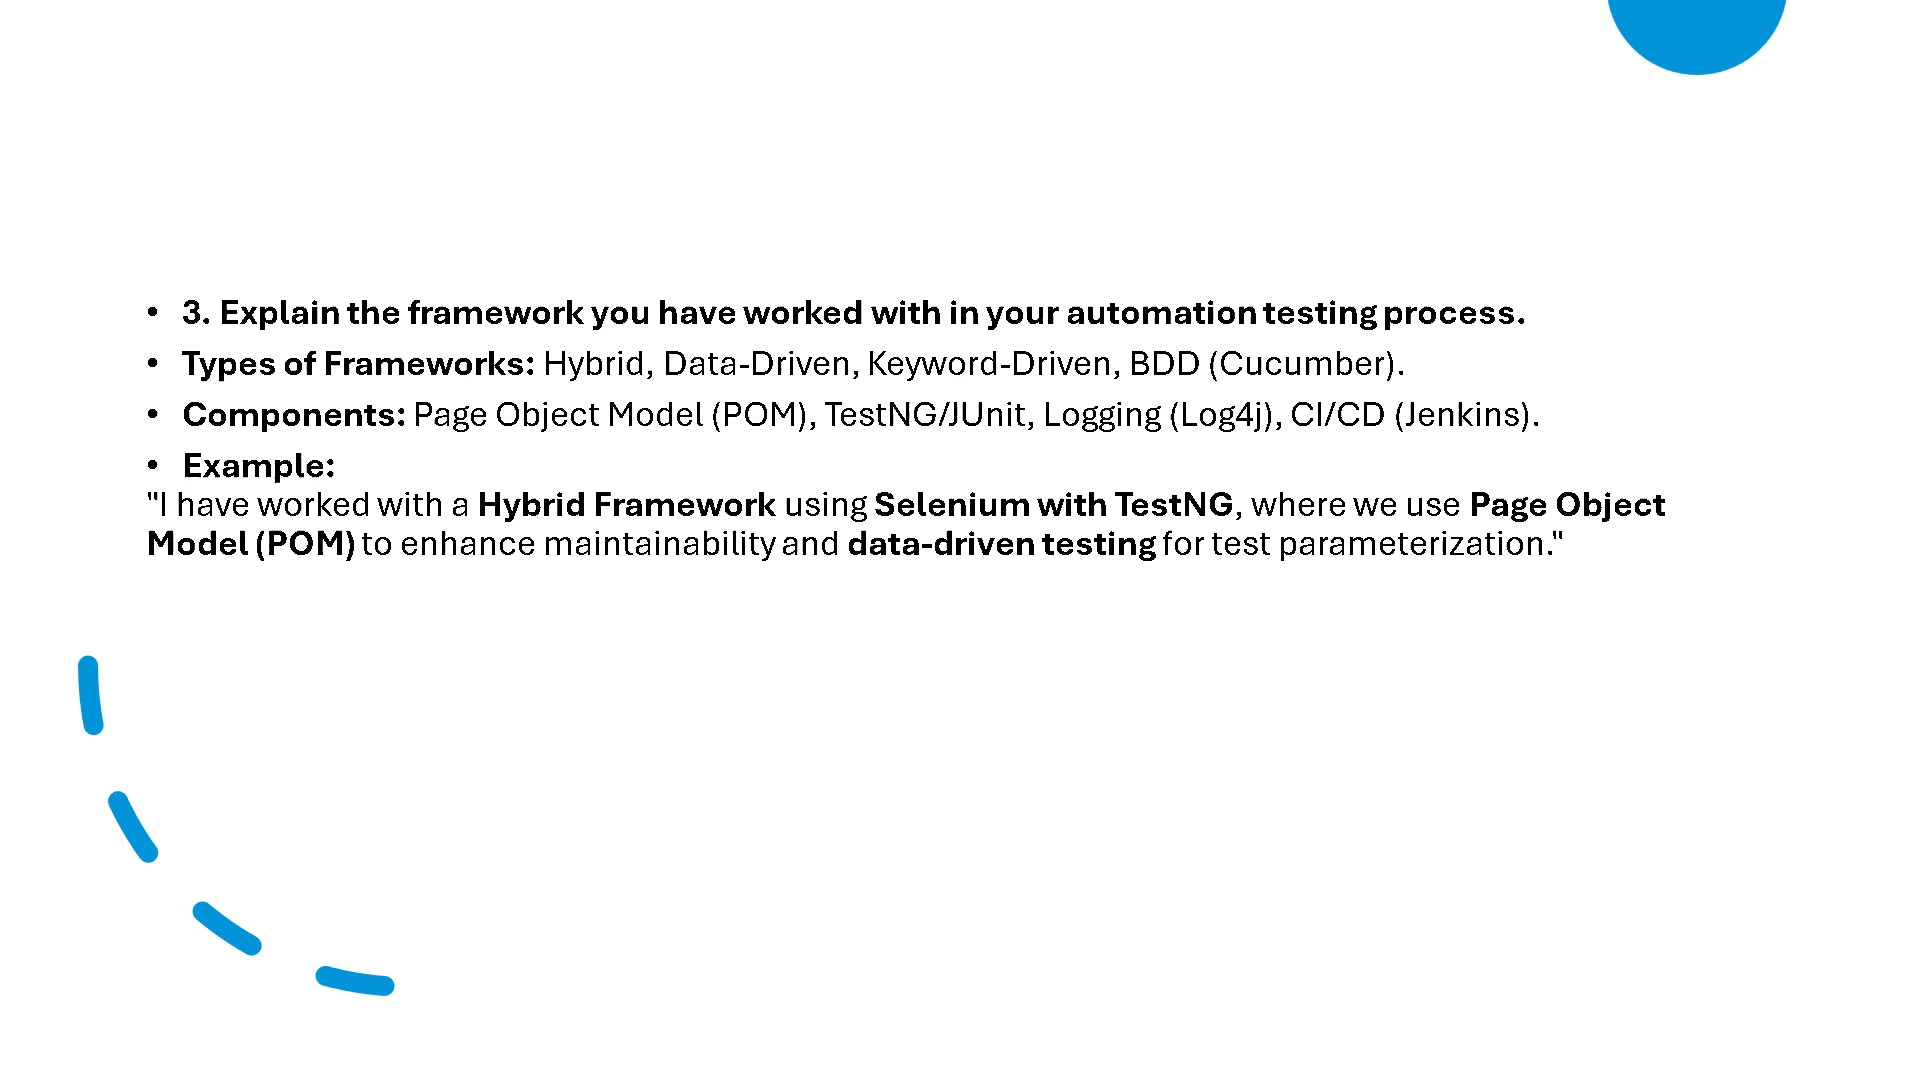 • 3. Explain the framework you have worked with in your automation testing process.
• Types of Frameworks: Hybrid, Data-Driven, Keyword-Driven, BDD (Cucumber).
• Components: Page Object Model (POM), TestNG/JUnit, Logging (Log4j), CI/CD (Jenkins).
• Example:
"I have worked with a Hybrid Framework using Selenium with TestNG, where we use Page Object
Model (POM) to enhance maintainability and data-driven testing for test parameterization."